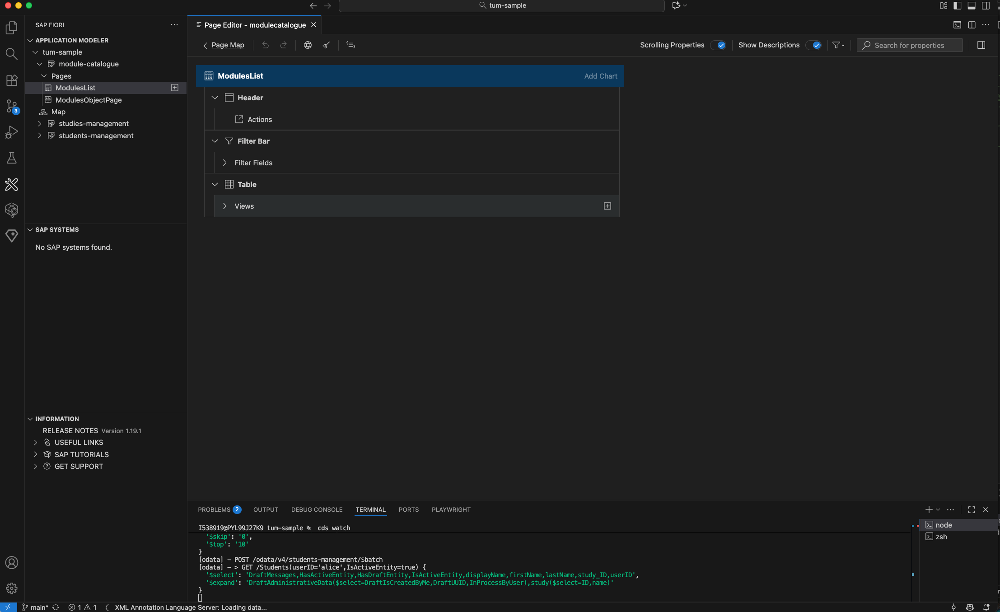 tum-sample
SAP FIORI
Page Editor - modulecatalogue
APPLICATION MODELER
tum-sample
module-catalogue
Pages
ModulesList
ModulesObjectPage
Map
studies-management
students-management
3
Page Map
Scrolling Properties
Show Descriptions
Search for properties
ModulesList
Add Chart
Header
Actions
Filter Bar
Filter Fields
Table
Views
SAP SYSTEMS
No SAP systems found.
INFORMATION
RELEASE NOTES Version 1.19.1
USEFUL LINKS
SAP TUTORIALS
GET SUPPORT
PROBLEMS 2 OUTPUT DEBUG CONSOLE TERMINAL PORTS PLAYWRIGHT
I538919@PYL99J27K9 tum-sample % cds watch
'$skip': '0',
'$top': '10'
}
[odata] - POST /odata/v4/students-management/$batch
[odata] - > GET /Students(userID='alice',IsActiveEntity=true) {
'$select': 'DraftMessages,HasActiveEntity,HasDraftEntity,IsActiveEntity,displayName,firstName,lastName,study_ID,userID',
'$expand': 'DraftAdministrativeData($select=DraftIsCreatedByMe,DraftUUID,InProcessByUser),study($select=ID,name)'
}
node
zsh
main* 1 1 XML Annotation Language Server: Loading data...